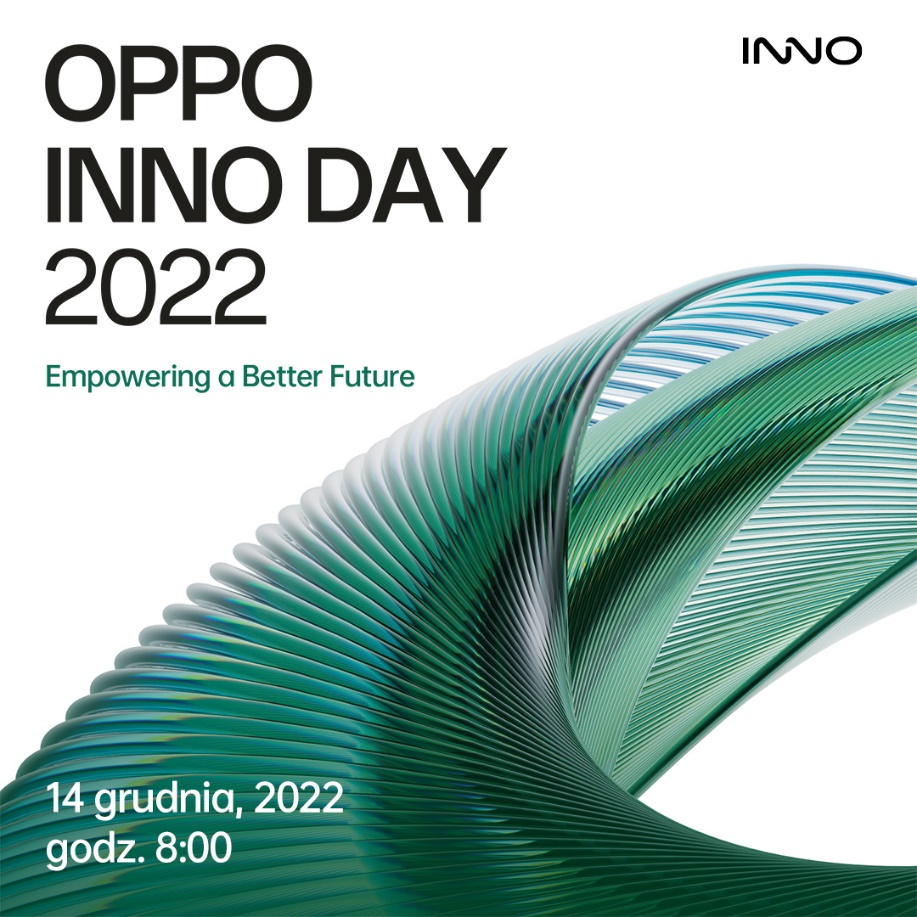 OPPO
INNO
INNO DAY
2022
Empowering a Better Future
14 grudnia, 2022
godz. 8:00